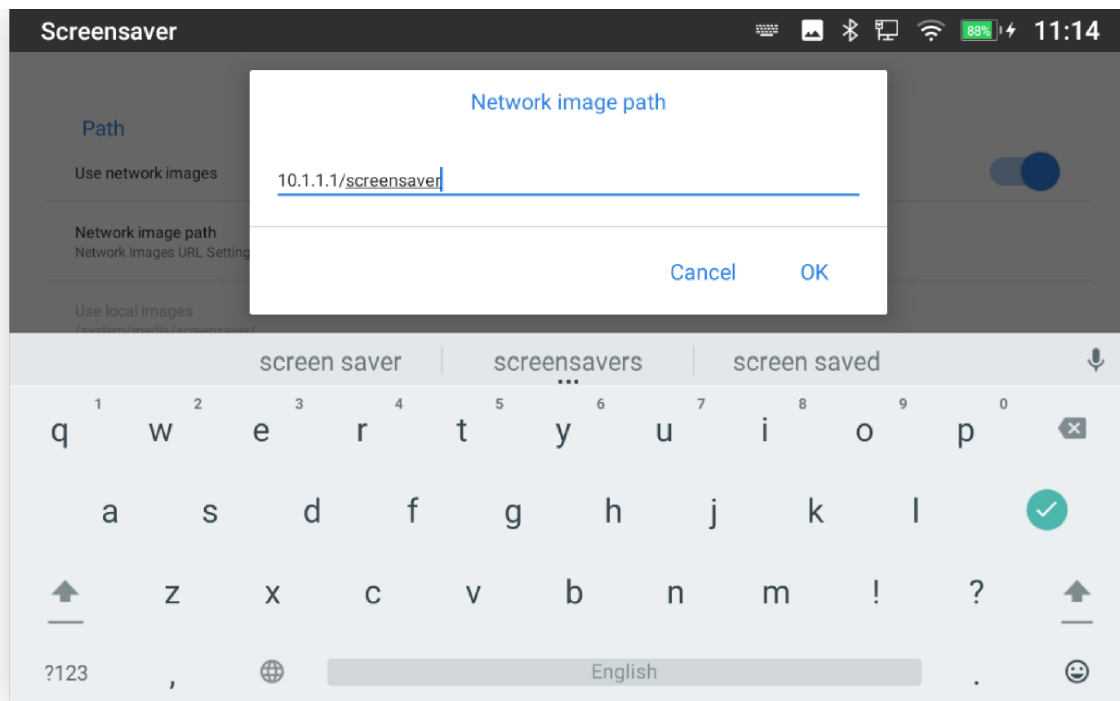 Screensaver 88% 11:14
Network image path
Path
Use network images
10.1.1.1/screensaver
Network image path
Network Images URL Setting
Cancel OK
Use local images
/system/media/screensaver/
screen saver screensavers screen saved
1 2 3 4 5 6 7 8 9 0
q w e r t y u i o p
a s d f g h j k l
z x c v b n m ! ?
?123 , English .